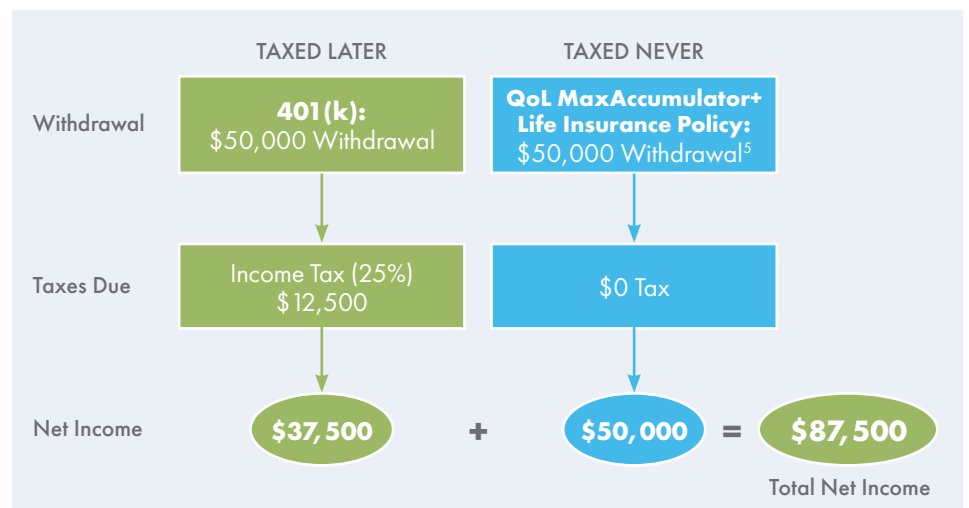 TAXED LATER
TAXED NEVER
Withdrawal
401(k):
$50,000 Withdrawal
QoL MaxAccumulator+
Life Insurance Policy:
$50,000 Withdrawal⁵
Taxes Due
Income Tax (25%)
$12,500
$0 Tax
Net Income
$37,500
+
$50,000
=
$87,500
Total Net Income